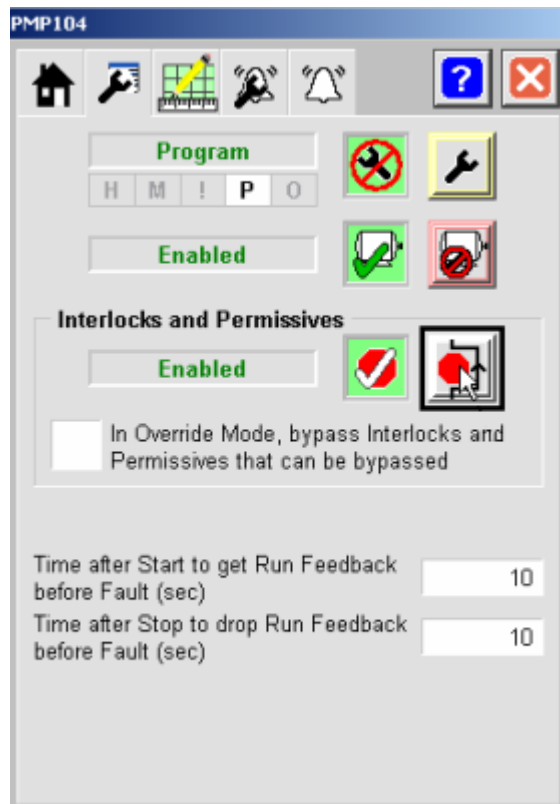 PMP104
?
Program
H M ! P O
Enabled
Interlocks and Permissives
Enabled
In Override Mode, bypass Interlocks and
Permissives that can be bypassed
Time after Start to get Run Feedback
before Fault (sec)
10
Time after Stop to drop Run Feedback
before Fault (sec)
10